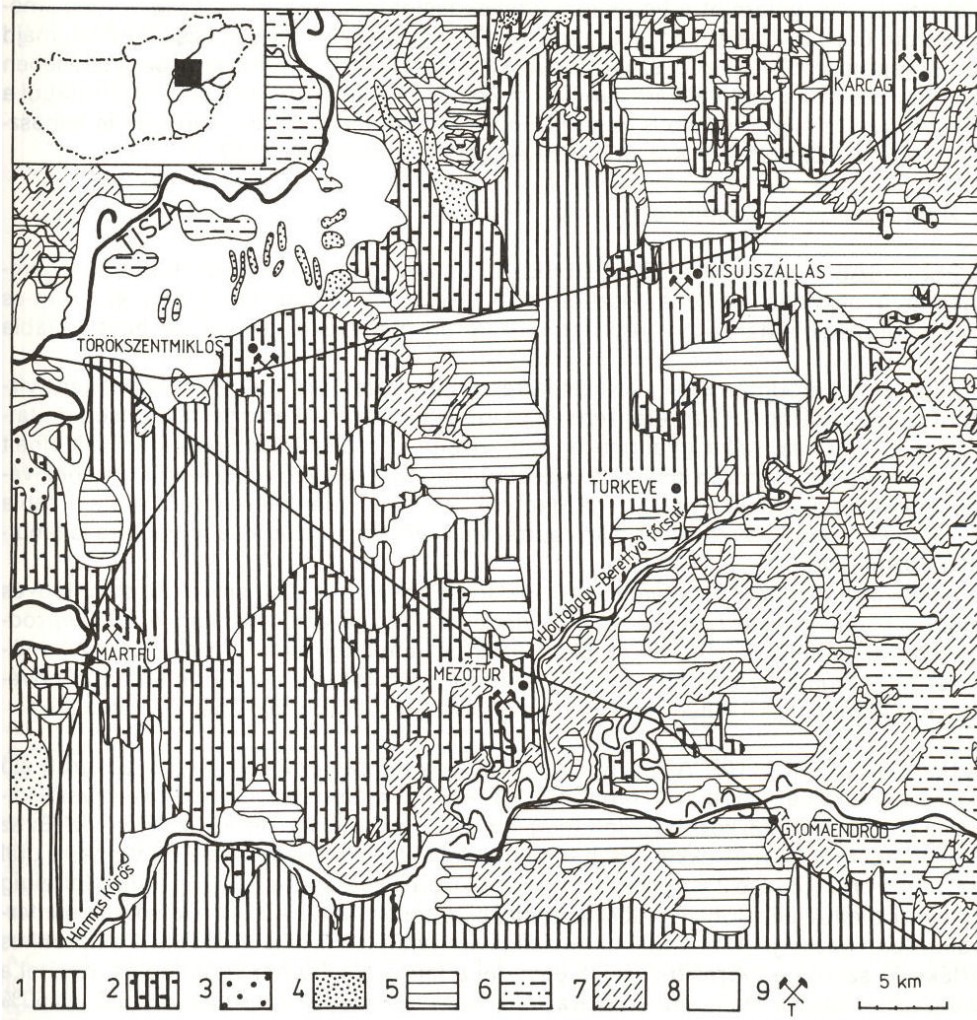 KARCAG
T
TISZA
KISUJSZÁLLÁS
T
TÖRÖKSZENTMIKLÓS
TÚRKEVE
Hortobágy-Berettyó főcsat.
MARTFŰ
MEZŐTÚR
GYOMAENDRŐD
Hármas Körös
1 2 3 4 5 6 7 8 9 T 5 km